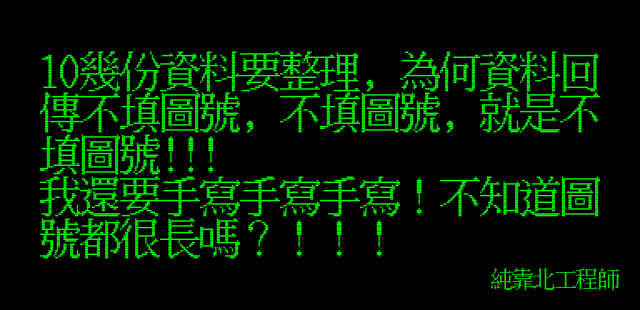 10幾份資料要整理，為何資料回
傳不填圖號，不填圖號，就是不
填圖號!!!
我還要手寫手寫手寫！不知道圖
號都很長嗎？！！！
純靠北工程師